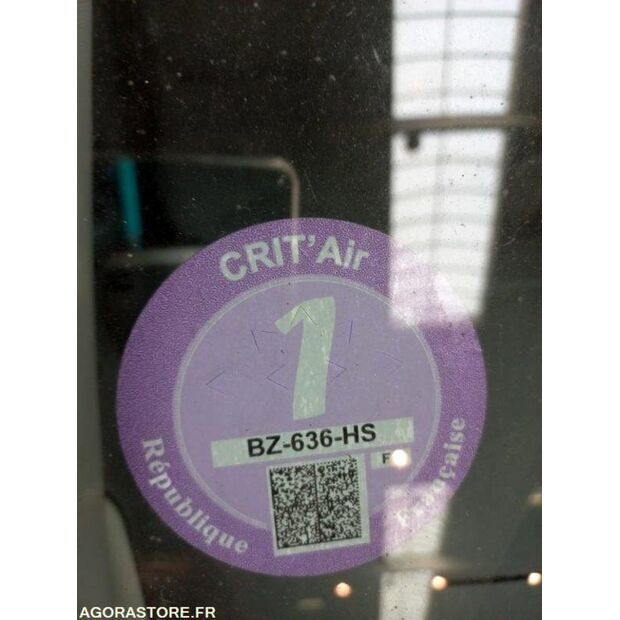 CRIT'Air
1
BZ-636-HS
F
République Française
AGORASTORE.FR